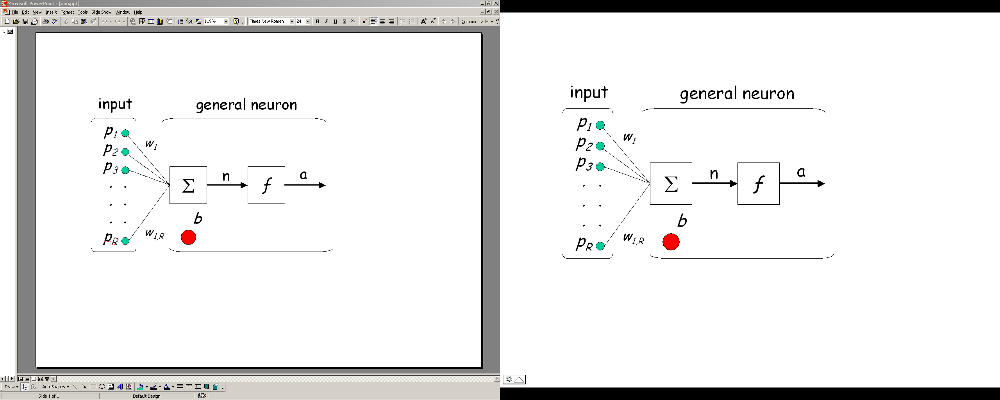 Microsoft PowerPoint - [ann.ppt]
File Edit View Insert Format Tools Slide Show Window Help
119% Times New Roman 24 B I U S Common Tasks
1
input general neuron
p1
w1
p2
p3
n a
Σ f
. .
. .
b
. .
pR w1,R
Draw AutoShapes
Slide 1 of 1 Default Design
input general neuron
p1
w1
p2
p3
n a
Σ f
. .
. .
b
. .
pR w1,R